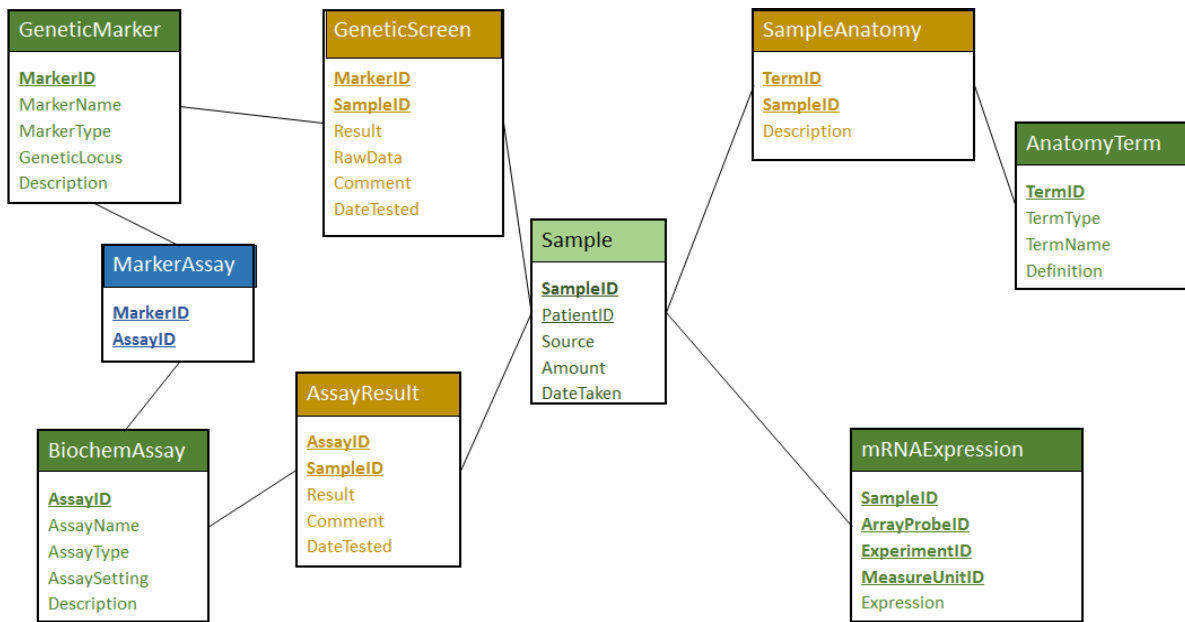 GeneticMarker
MarkerID
MarkerName
MarkerType
GeneticLocus
Description
GeneticScreen
MarkerID
SampleID
Result
RawData
Comment
DateTested
SampleAnatomy
TermID
SampleID
Description
AnatomyTerm
TermID
TermType
TermName
Definition
MarkerAssay
MarkerID
AssayID
Sample
SampleID
PatientID
Source
Amount
DateTaken
BiochemAssay
AssayID
AssayName
AssayType
AssaySetting
Description
AssayResult
AssayID
SampleID
Result
Comment
DateTested
mRNAExpression
SampleID
ArrayProbeID
ExperimentID
MeasureUnitID
Expression